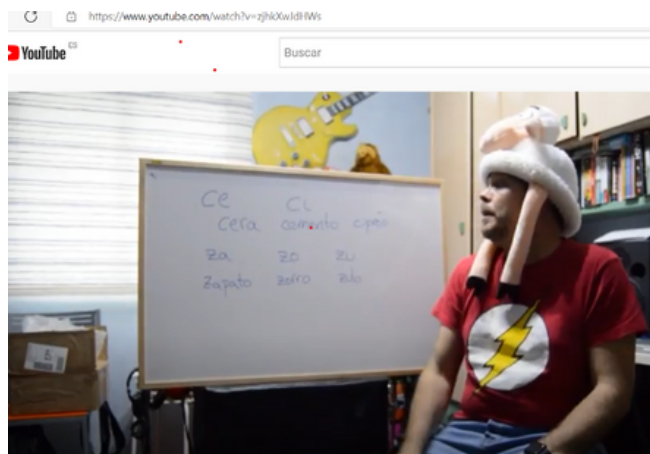 https://www.youtube.com/watch?v=zjhkXwJdHWs
YouTube CS
Buscar
ce ci
cera cemento ciprés
za zo zu
zapato zorro zulo